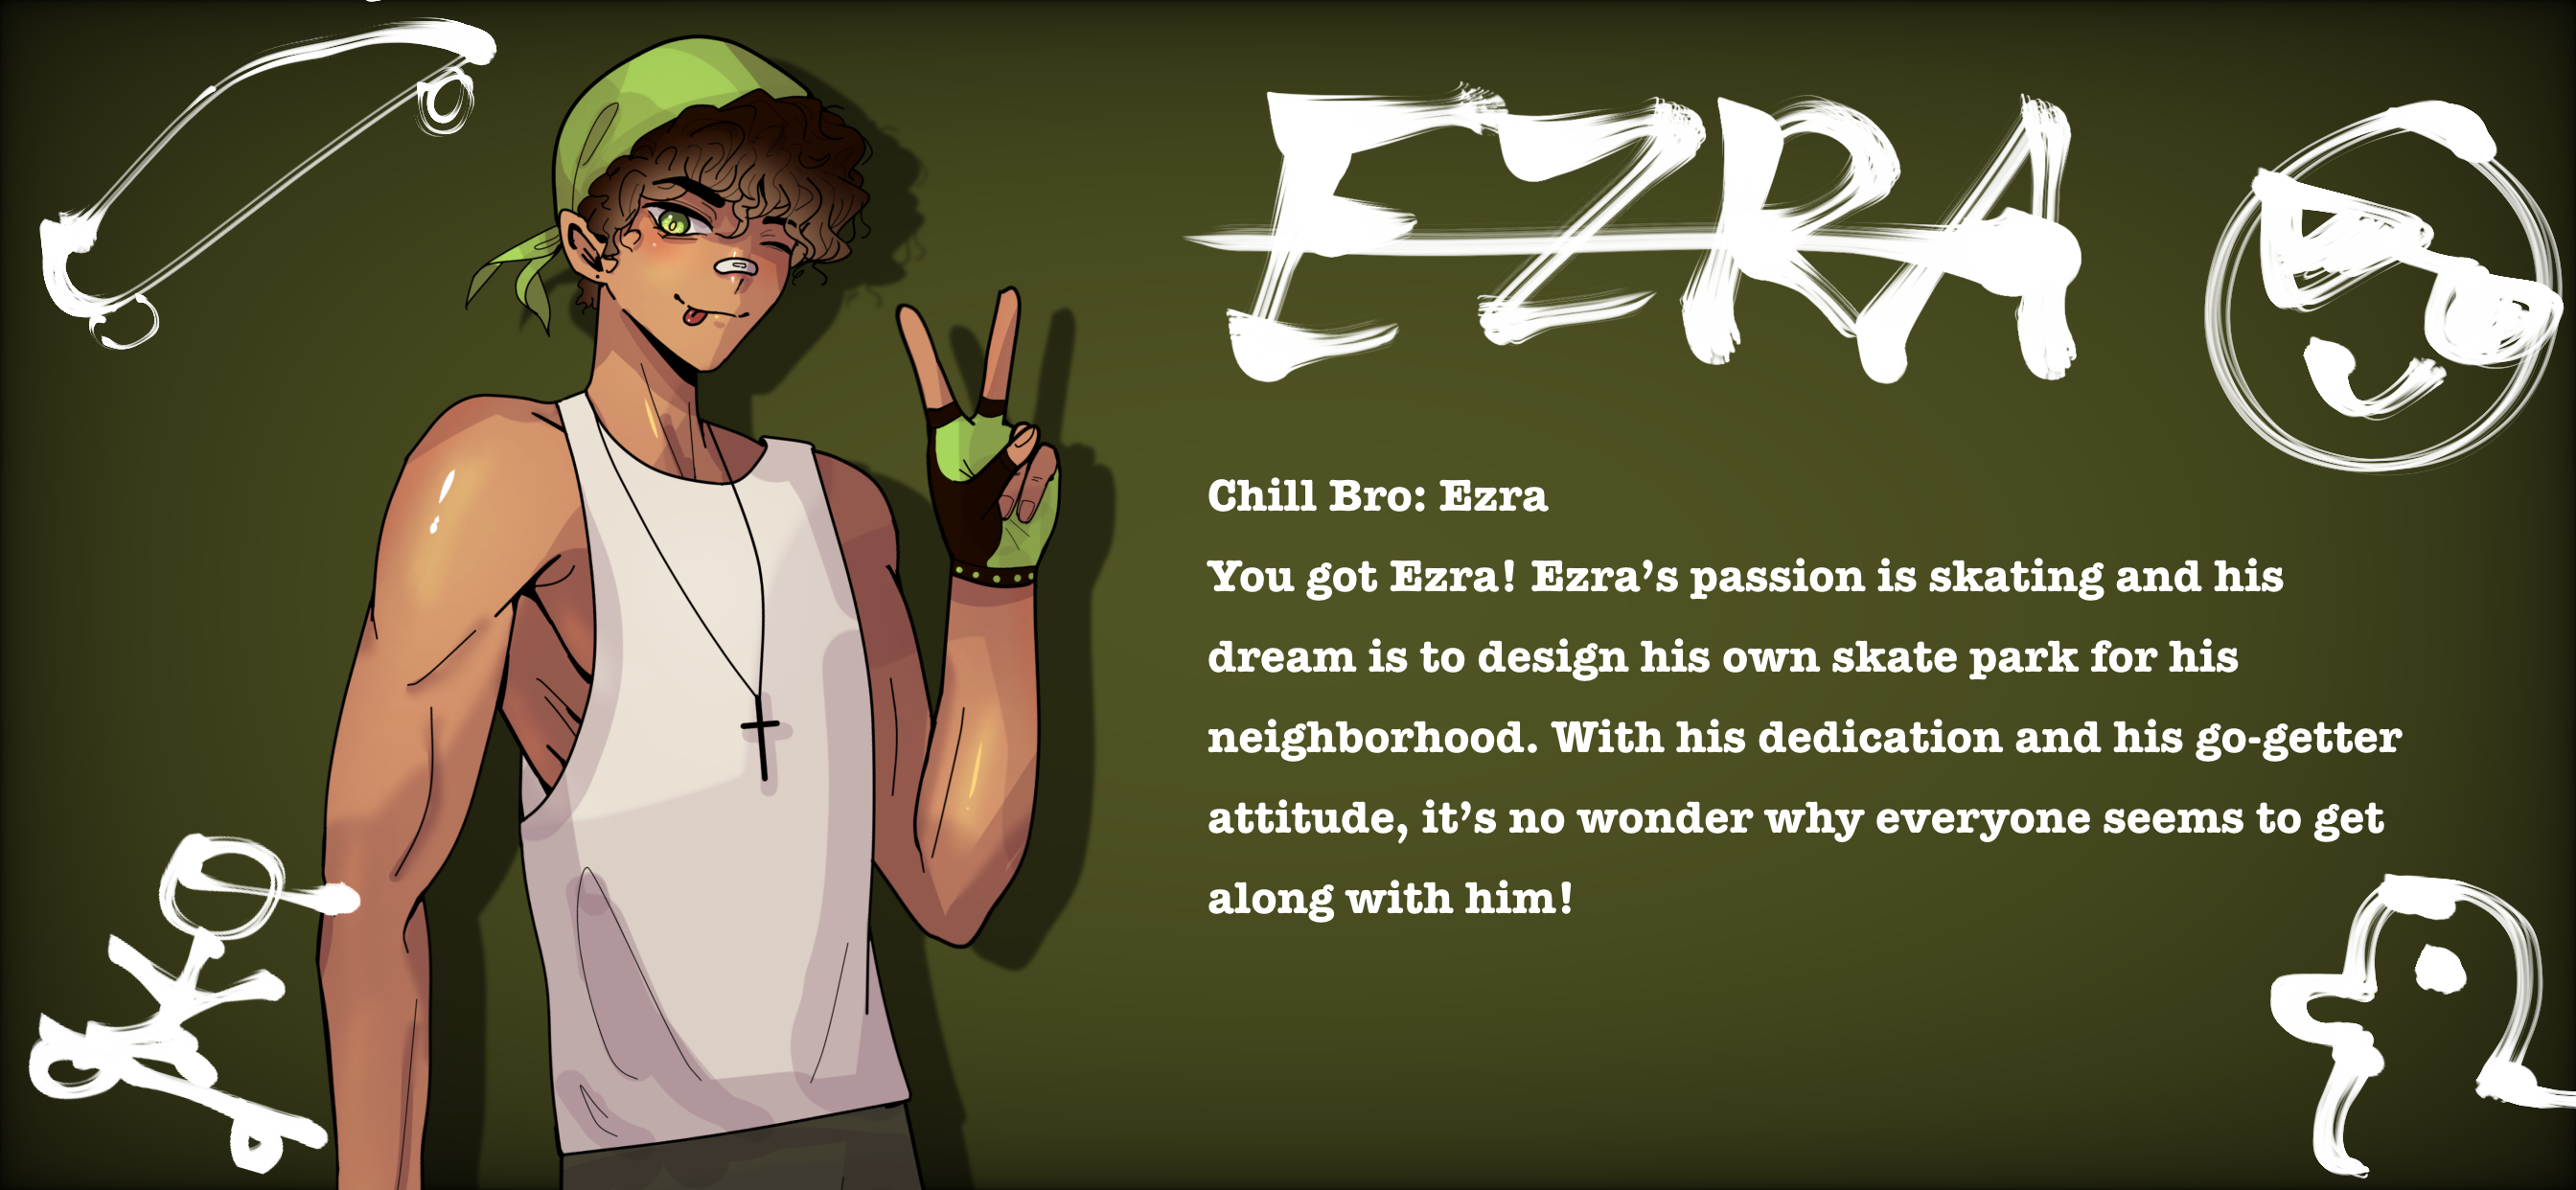 EZRA
Chill Bro: Ezra
You got Ezra! Ezra’s passion is skating and his
dream is to design his own skate park for his
neighborhood. With his dedication and his go-getter
attitude, it’s no wonder why everyone seems to get
along with him!